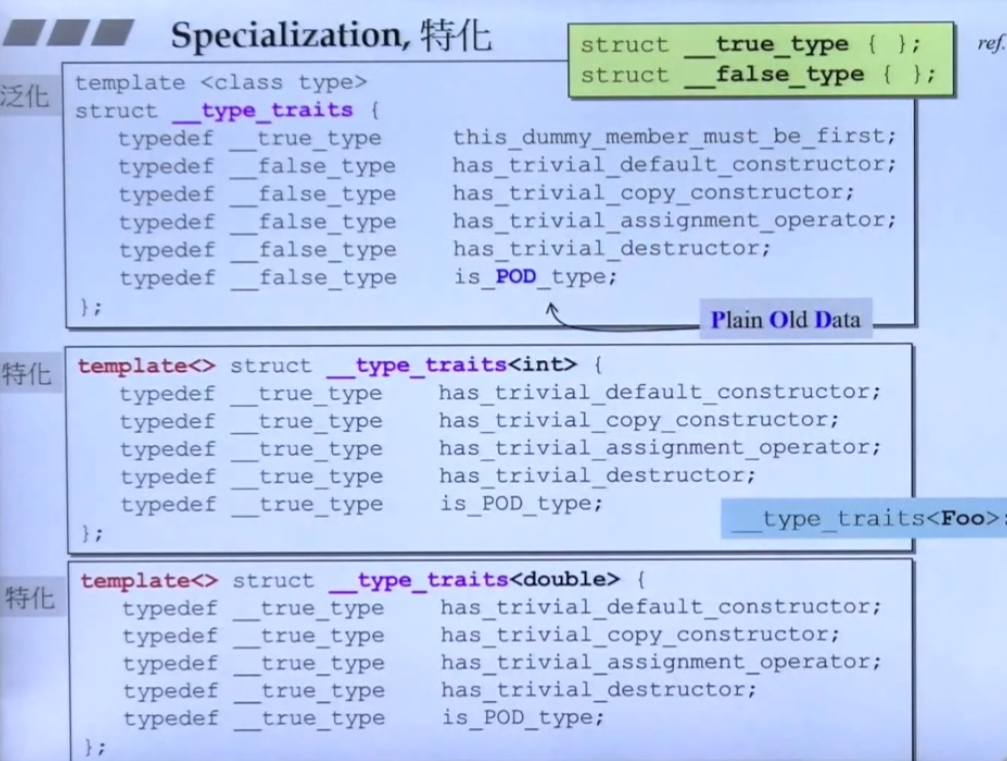 Specialization, 特化
struct __true_type { };
struct __false_type { };
ref.
泛化
template <class type>
struct __type_traits {
typedef __true_type this_dummy_member_must_be_first;
typedef __false_type has_trivial_default_constructor;
typedef __false_type has_trivial_copy_constructor;
typedef __false_type has_trivial_assignment_operator;
typedef __false_type has_trivial_destructor;
typedef __false_type is_POD_type;
};
Plain Old Data
特化
template<> struct __type_traits<int> {
typedef __true_type has_trivial_default_constructor;
typedef __true_type has_trivial_copy_constructor;
typedef __true_type has_trivial_assignment_operator;
typedef __true_type has_trivial_destructor;
typedef __true_type is_POD_type;
};
__type_traits<Foo>:
特化
template<> struct __type_traits<double> {
typedef __true_type has_trivial_default_constructor;
typedef __true_type has_trivial_copy_constructor;
typedef __true_type has_trivial_assignment_operator;
typedef __true_type has_trivial_destructor;
typedef __true_type is_POD_type;
};